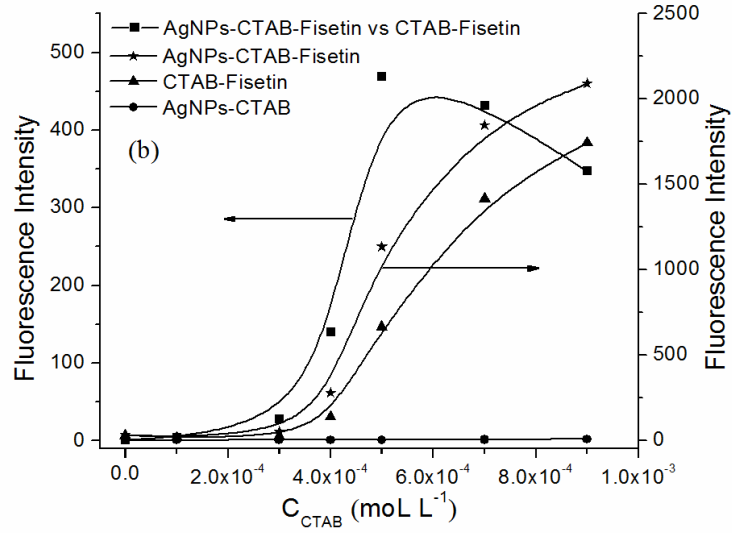 AgNPs-CTAB-Fisetin vs CTAB-Fisetin
AgNPs-CTAB-Fisetin
CTAB-Fisetin
AgNPs-CTAB
(b)
Fluorescence Intensity
500
400
300
200
100
0
2500
2000
1500
1000
500
0
Fluorescence Intensity
0.0 2.0x10⁻⁴ 4.0x10⁻⁴ 6.0x10⁻⁴ 8.0x10⁻⁴ 1.0x10⁻³
C_CTAB (moL L⁻¹)